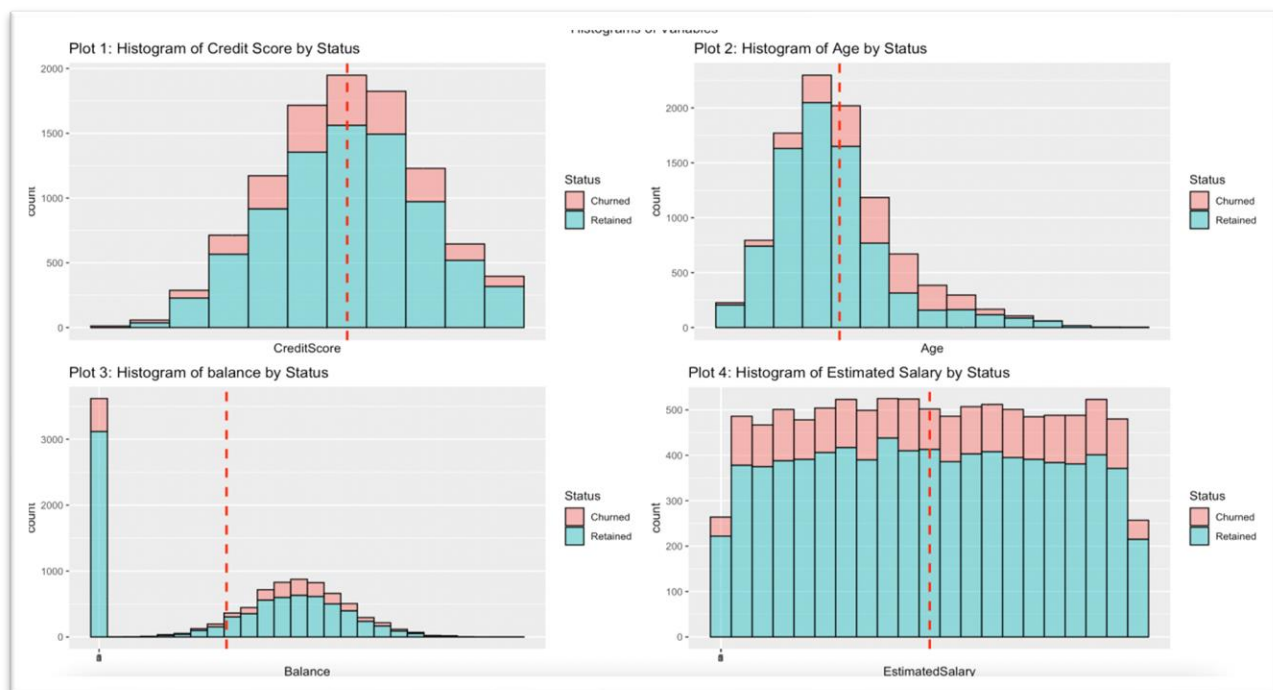 Histograms of Variables
Plot 1: Histogram of Credit Score by Status
2000
1500
1000
500
0
count
CreditScore
Status
Churned
Retained
Plot 2: Histogram of Age by Status
2000
1500
1000
500
0
count
Age
Status
Churned
Retained
Plot 3: Histogram of balance by Status
3000
2000
1000
0
count
Balance
Status
Churned
Retained
Plot 4: Histogram of Estimated Salary by Status
500
400
300
200
100
0
count
EstimatedSalary
Status
Churned
Retained